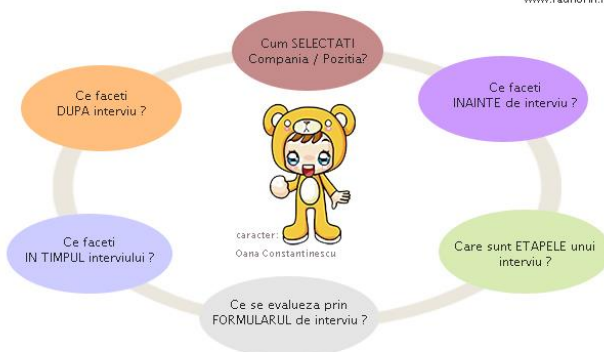 Cum SELECTATI
Compania / Pozitia?
Ce faceti
INAINTE de interviu ?
Care sunt ETAPELE unui
interviu ?
Ce se evalueza prin
FORMULARUL de interviu ?
Ce faceti
IN TIMPUL interviului ?
Ce faceti
DUPA interviu ?
caracter:
Oana Constantinescu